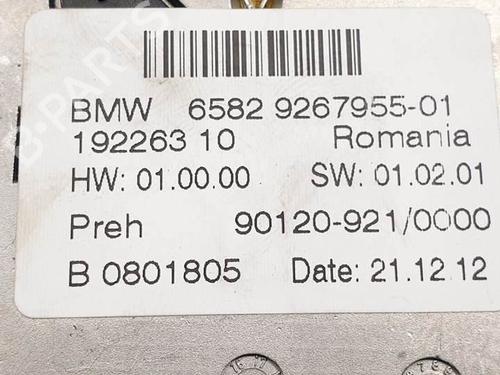 BMW 6582 9267955-01
192263 10 Romania
HW: 01.00.00 SW: 01.02.01
Preh 90120-921/0000
B 0801805 Date: 21.12.12